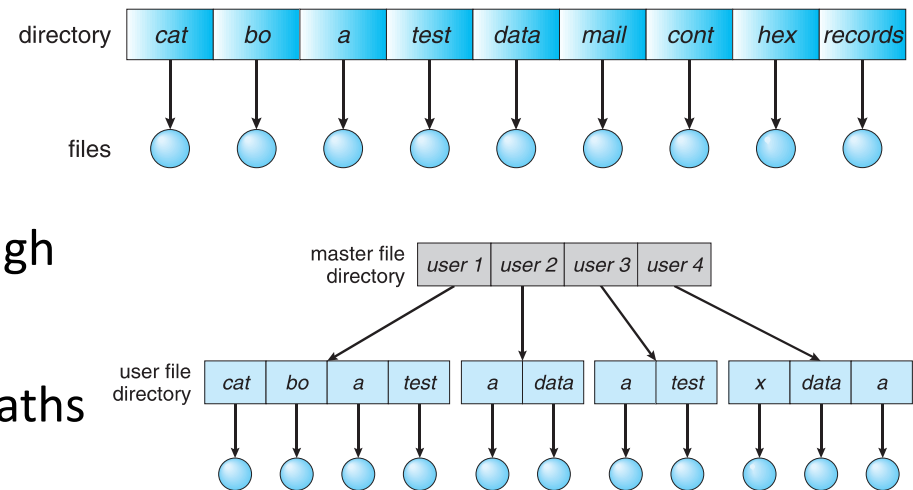 directory cat bo a test data mail cont hex records
files
gh
master file
directory
user 1 user 2 user 3 user 4
user file
directory
cat bo a test a data a test x data a
aths